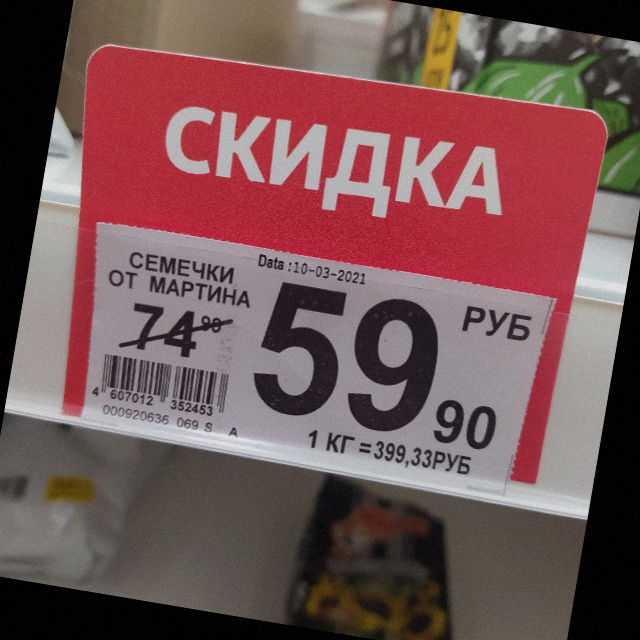 СКИДКА
Data :10-03-2021
СЕМЕЧКИ
ОТ МАРТИНА
74 90
59 90
РУБ
4 607012 352453
000920636 069 S A
1 КГ =399,33РУБ